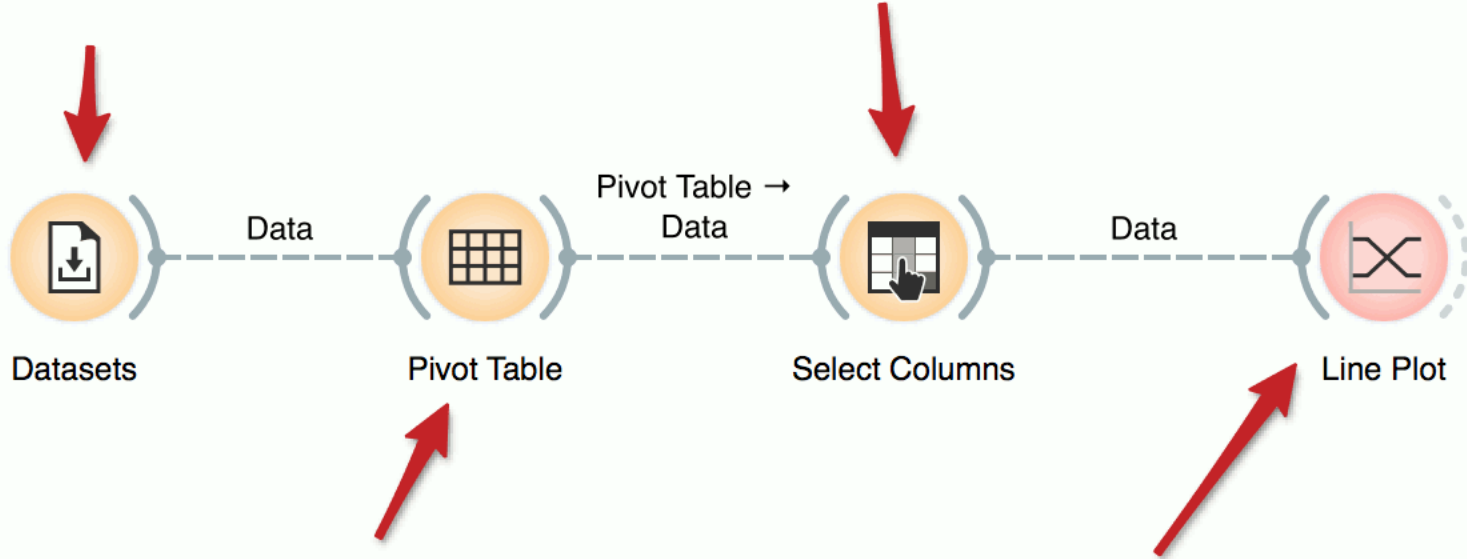 Data
Pivot Table →
Data
Data
Datasets
Pivot Table
Select Columns
Line Plot